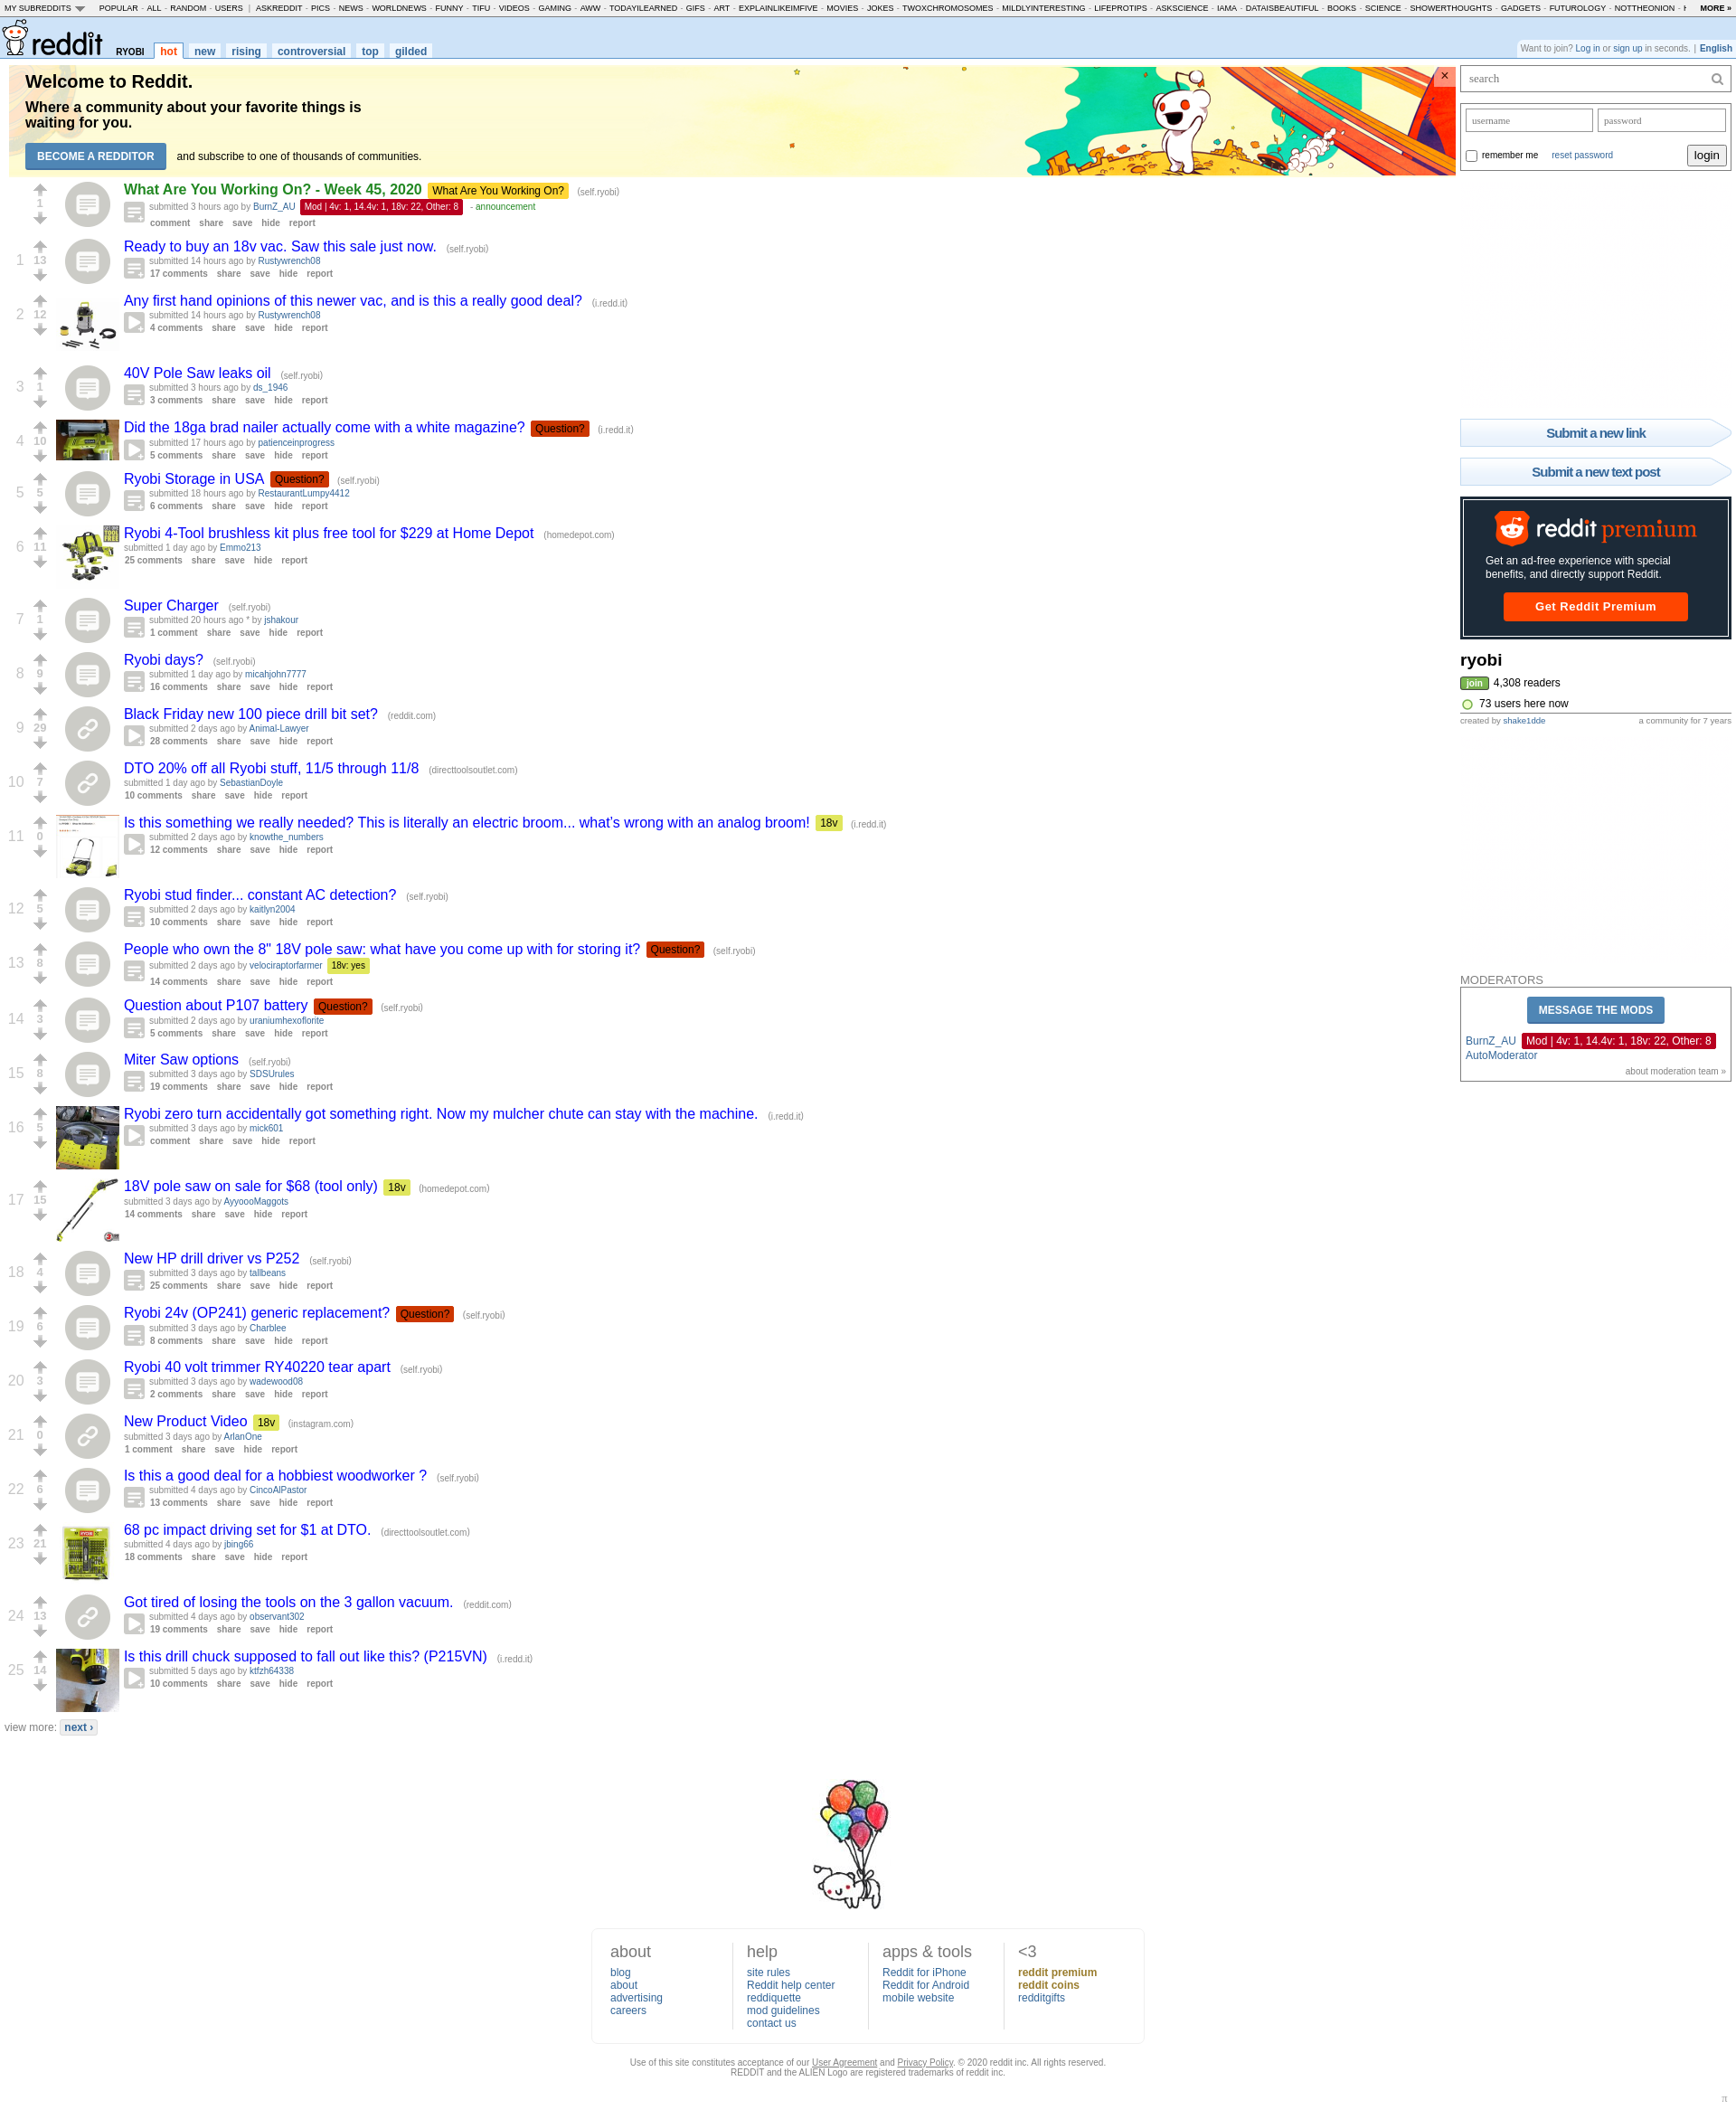 MY SUBREDDITS POPULAR - ALL - RANDOM - USERS | ASKREDDIT - PICS - NEWS - WORLDNEWS - FUNNY - TIFU - VIDEOS - GAMING - AWW - TODAYILEARNED - GIFS - ART - EXPLAINLIKEIMFIVE - MOVIES - JOKES - TWOXCHROMOSOMES - MILDLYINTERESTING - LIFEPROTIPS - ASKSCIENCE - IAMA - DATAISBEAUTIFUL - BOOKS - SCIENCE - SHOWERTHOUGHTS - GADGETS - FUTUROLOGY - NOTTHEONION - MORE »
reddit RYOBI hot new rising controversial top gilded
Want to join? Log in or sign up in seconds. | English
Welcome to Reddit.
Where a community about your favorite things is
waiting for you.
BECOME A REDDITOR and subscribe to one of thousands of communities.
×
search
username password
remember me reset password login
1 What Are You Working On? - Week 45, 2020 What Are You Working On? (self.ryobi)
submitted 3 hours ago by BurnZ_AU Mod | 4v: 1, 14.4v: 1, 18v: 22, Other: 8 - announcement
comment share save hide report
1 13 Ready to buy an 18v vac. Saw this sale just now. (self.ryobi)
submitted 14 hours ago by Rustywrench08
17 comments share save hide report
2 12 Any first hand opinions of this newer vac, and is this a really good deal? (i.redd.it)
submitted 14 hours ago by Rustywrench08
4 comments share save hide report
3 1 40V Pole Saw leaks oil (self.ryobi)
submitted 3 hours ago by ds_1946
3 comments share save hide report
4 10 Did the 18ga brad nailer actually come with a white magazine? Question? (i.redd.it)
submitted 17 hours ago by patienceinprogress
5 comments share save hide report
5 5 Ryobi Storage in USA Question? (self.ryobi)
submitted 18 hours ago by RestaurantLumpy4412
6 comments share save hide report
6 11 Ryobi 4-Tool brushless kit plus free tool for $229 at Home Depot (homedepot.com)
submitted 1 day ago by Emmo213
25 comments share save hide report
7 1 Super Charger (self.ryobi)
submitted 20 hours ago * by jshakour
1 comment share save hide report
8 9 Ryobi days? (self.ryobi)
submitted 1 day ago by micahjohn7777
16 comments share save hide report
9 29 Black Friday new 100 piece drill bit set? (reddit.com)
submitted 2 days ago by Animal-Lawyer
28 comments share save hide report
10 7 DTO 20% off all Ryobi stuff, 11/5 through 11/8 (directtoolsoutlet.com)
submitted 1 day ago by SebastianDoyle
10 comments share save hide report
11 0 Is this something we really needed? This is literally an electric broom... what's wrong with an analog broom! 18v (i.redd.it)
submitted 2 days ago by knowthe_numbers
12 comments share save hide report
12 5 Ryobi stud finder... constant AC detection? (self.ryobi)
submitted 2 days ago by kaitlyn2004
10 comments share save hide report
13 8 People who own the 8" 18V pole saw: what have you come up with for storing it? Question? (self.ryobi)
submitted 2 days ago by velociraptorfarmer 18v: yes
14 comments share save hide report
14 3 Question about P107 battery Question? (self.ryobi)
submitted 2 days ago by uraniumhexoflorite
5 comments share save hide report
15 8 Miter Saw options (self.ryobi)
submitted 3 days ago by SDSUrules
19 comments share save hide report
16 5 Ryobi zero turn accidentally got something right. Now my mulcher chute can stay with the machine. (i.redd.it)
submitted 3 days ago by mick601
comment share save hide report
17 15 18V pole saw on sale for $68 (tool only) 18v (homedepot.com)
submitted 3 days ago by AyyoooMaggots
14 comments share save hide report
18 4 New HP drill driver vs P252 (self.ryobi)
submitted 3 days ago by tallbeans
25 comments share save hide report
19 6 Ryobi 24v (OP241) generic replacement? Question? (self.ryobi)
submitted 3 days ago by Charblee
8 comments share save hide report
20 3 Ryobi 40 volt trimmer RY40220 tear apart (self.ryobi)
submitted 3 days ago by wadewood08
2 comments share save hide report
21 0 New Product Video 18v (instagram.com)
submitted 3 days ago by ArlanOne
1 comment share save hide report
22 6 Is this a good deal for a hobbiest woodworker ? (self.ryobi)
submitted 4 days ago by CincoAlPastor
13 comments share save hide report
23 21 68 pc impact driving set for $1 at DTO. (directtoolsoutlet.com)
submitted 4 days ago by jbing66
18 comments share save hide report
24 13 Got tired of losing the tools on the 3 gallon vacuum. (reddit.com)
submitted 4 days ago by observant302
19 comments share save hide report
25 14 Is this drill chuck supposed to fall out like this? (P215VN) (i.redd.it)
submitted 5 days ago by ktfzh64338
10 comments share save hide report
view more: next ›
Submit a new link
Submit a new text post
reddit premium
Get an ad-free experience with special
benefits, and directly support Reddit.
Get Reddit Premium
ryobi
join 4,308 readers
73 users here now
created by shake1dde a community for 7 years
MODERATORS
MESSAGE THE MODS
BurnZ_AU Mod | 4v: 1, 14.4v: 1, 18v: 22, Other: 8
AutoModerator
about moderation team »
about
blog
about
advertising
careers
help
site rules
Reddit help center
reddiquette
mod guidelines
contact us
apps & tools
Reddit for iPhone
Reddit for Android
mobile website
<3
reddit premium
reddit coins
redditgifts
Use of this site constitutes acceptance of our User Agreement and Privacy Policy. © 2020 reddit inc. All rights reserved.
REDDIT and the ALIEN Logo are registered trademarks of reddit inc.
π